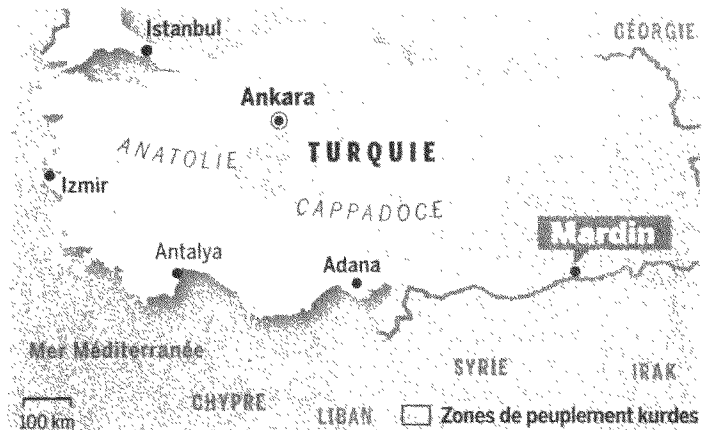 Istanbul
GÉORGIE
Ankara
ANATOLIE
TURQUIE
Izmir
CAPPADOCE
Mardin
Antalya
Adana
Mer Méditerranée
SYRIE
IRAK
CHYPRE
LIBAN
100 km
Zones de peuplement kurdes